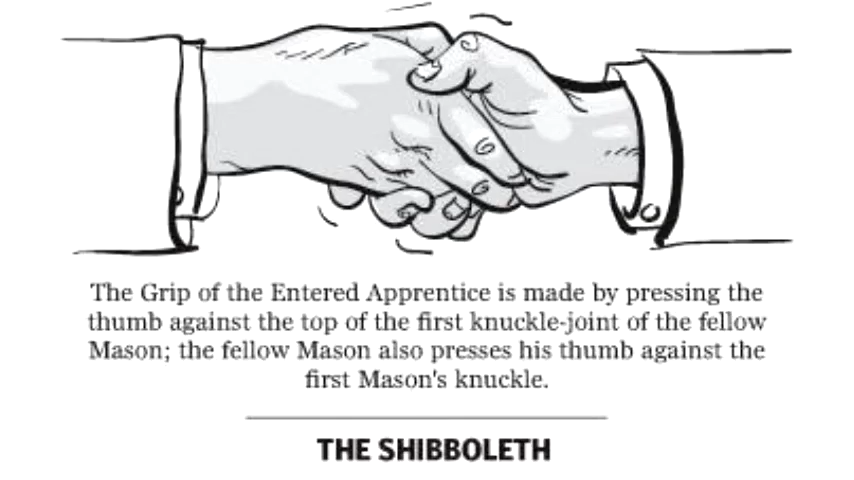 The Grip of the Entered Apprentice is made by pressing the
thumb against the top of the first knuckle-joint of the fellow
Mason; the fellow Mason also presses his thumb against the
first Mason's knuckle.
THE SHIBBOLETH